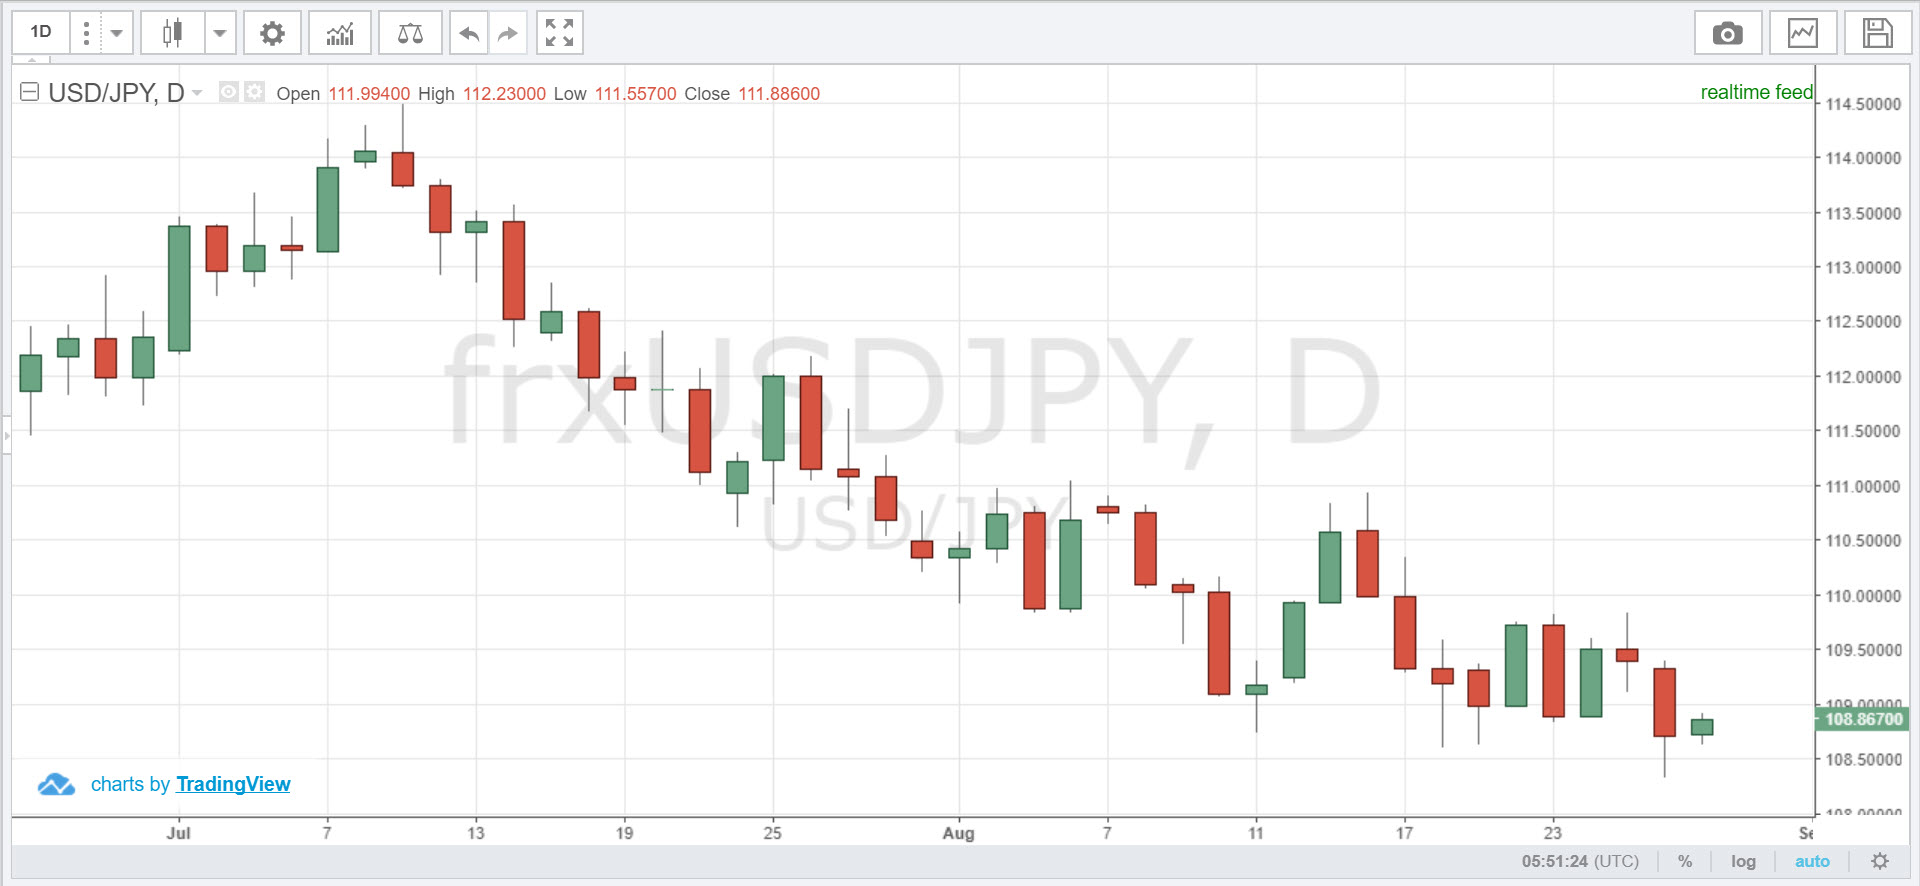 1D
USD/JPY, D Open 111.99400 High 112.23000 Low 111.55700 Close 111.88600
realtime feed
114.50000
114.00000
113.50000
113.00000
112.50000
112.00000
111.50000
111.00000
110.50000
110.00000
109.50000
109.00000
108.86700
108.50000
108.00000
frxUSDJPY, D
USD/JPY
charts by TradingView
Jul 7 13 19 25 Aug 7 11 17 23 Se
05:51:24 (UTC) % log auto